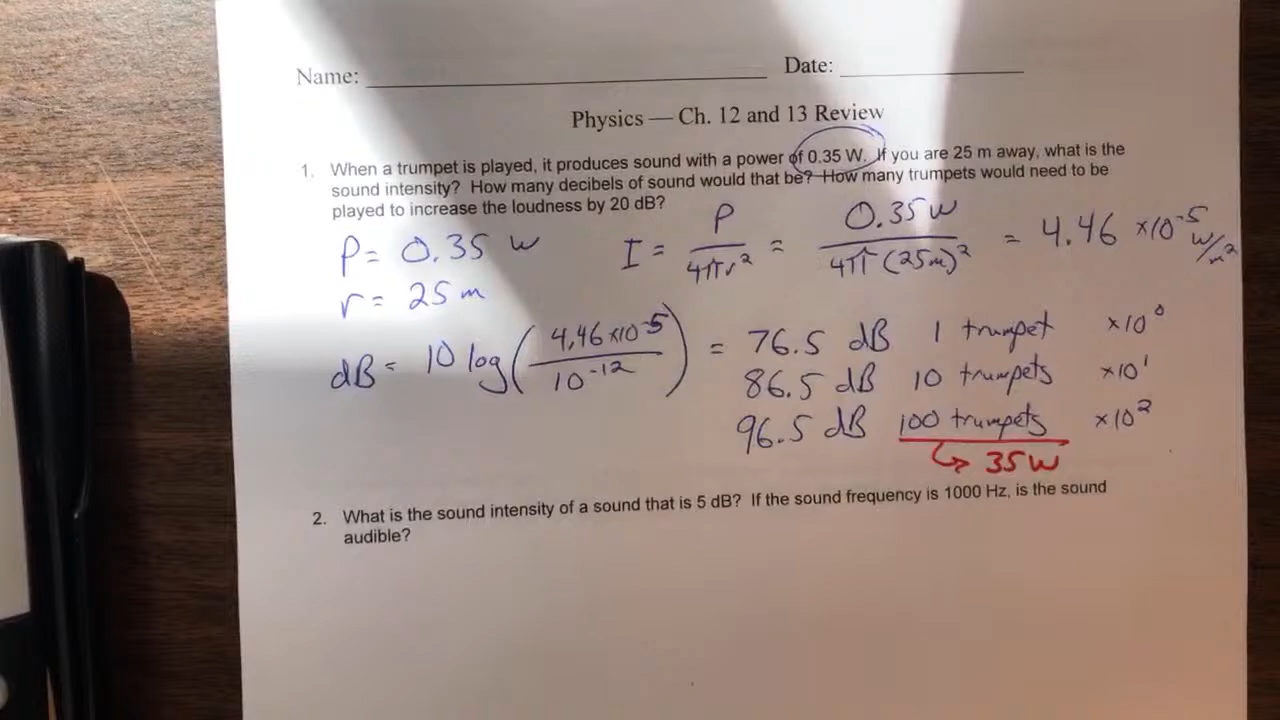 Name: ____________ Date: ____________
Physics — Ch. 12 and 13 Review
1. When a trumpet is played, it produces sound with a power of 0.35 W. If you are 25 m away, what is the
sound intensity? How many decibels of sound would that be? How many trumpets would need to be
played to increase the loudness by 20 dB?
P = 0.35 W
I = P / 4πr² = 0.35 W / 4π(25m)² = 4.46 ×10⁻⁵ W/m²
r = 25 m
dB = 10 log(4.46×10⁻⁵ / 10⁻¹²) = 76.5 dB 1 trumpet ×10⁰
86.5 dB 10 trumpets ×10¹
96.5 dB 100 trumpets ×10²
↳ 35W
2. What is the sound intensity of a sound that is 5 dB? If the sound frequency is 1000 Hz, is the sound
audible?